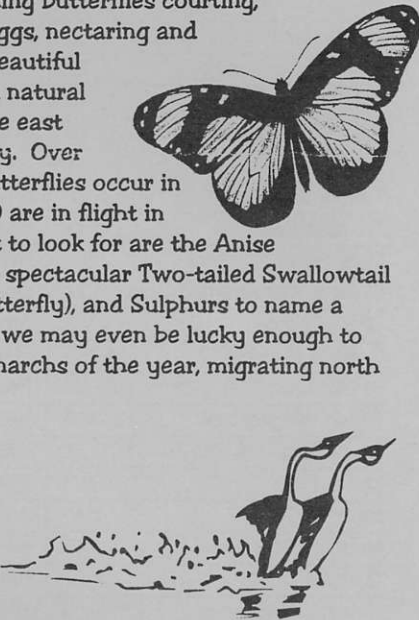 ing butterflies courting,
eggs, nectaring and
eautiful
natural
e east
y. Over
tterflies occur in
) are in flight in
t to look for are the Anise
spectacular Two-tailed Swallowtail
tterfly), and Sulphurs to name a
we may even be lucky enough to
narchs of the year, migrating north